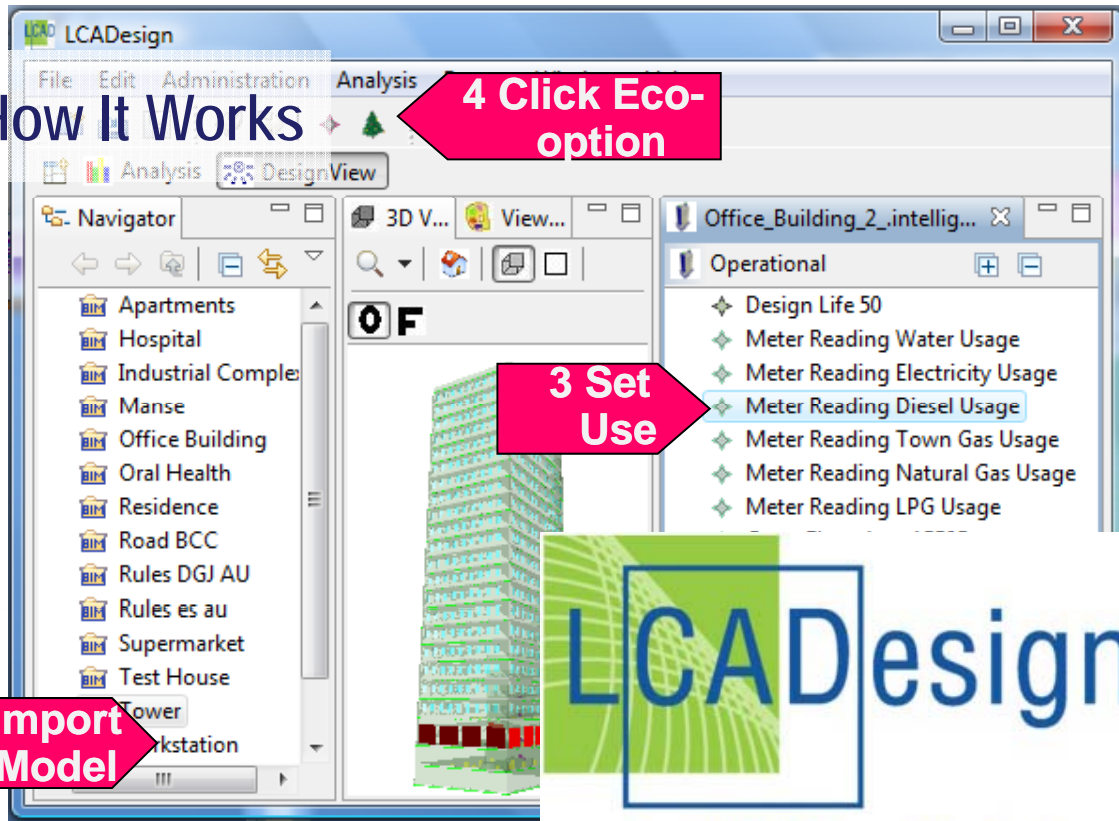 LCADesign
File Edit Administration Analysis
How It Works
4 Click Eco-
option
Analysis DesignView
Navigator
3D V... View...
Office_Building_2_.intellig...
Operational
Apartments
Hospital
Industrial Comple
Manse
Office Building
Oral Health
Residence
Road BCC
Rules DGJ AU
Rules es au
Supermarket
Test House
Tower
O F
Design Life 50
Meter Reading Water Usage
Meter Reading Electricity Usage
Meter Reading Diesel Usage
Meter Reading Town Gas Usage
Meter Reading Natural Gas Usage
Meter Reading LPG Usage
3 Set
Use
Import
Model
LCADesign